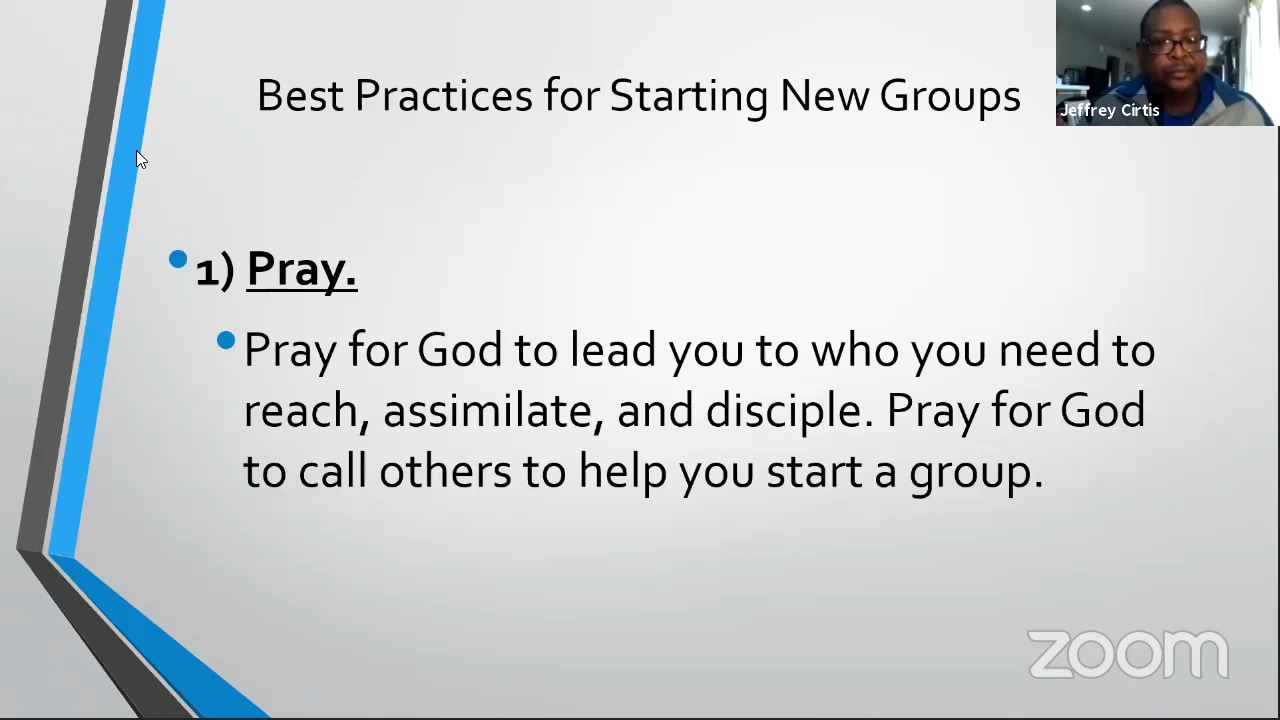 Best Practices for Starting New Groups
Jeffrey Cirtis
1) Pray.
Pray for God to lead you to who you need to
reach, assimilate, and disciple. Pray for God
to call others to help you start a group.
zoom